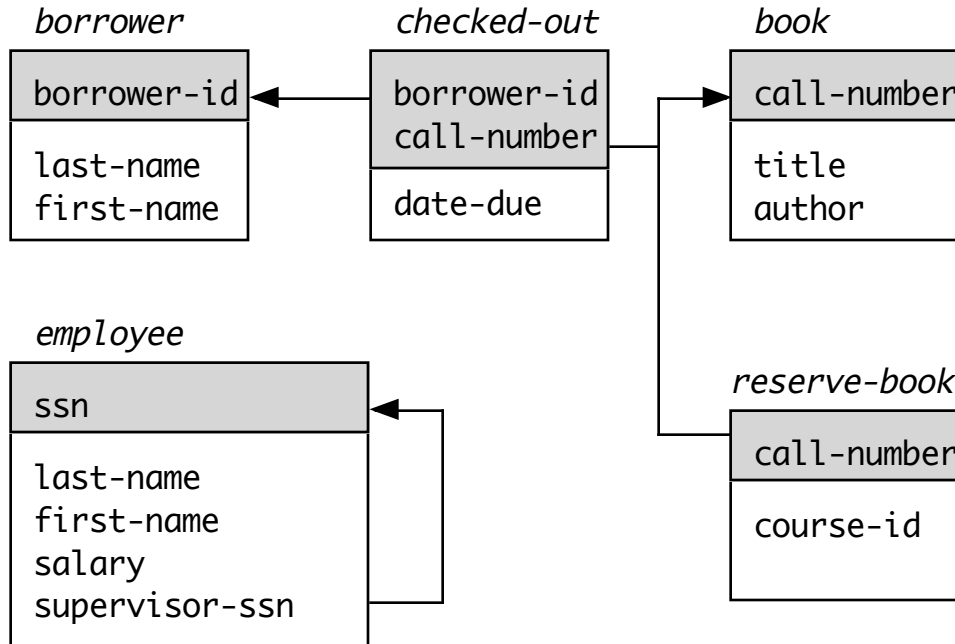 borrower
borrower-id
last-name
first-name
checked-out
borrower-id
call-number
date-due
book
call-number
title
author
employee
ssn
last-name
first-name
salary
supervisor-ssn
reserve-book
call-number
course-id